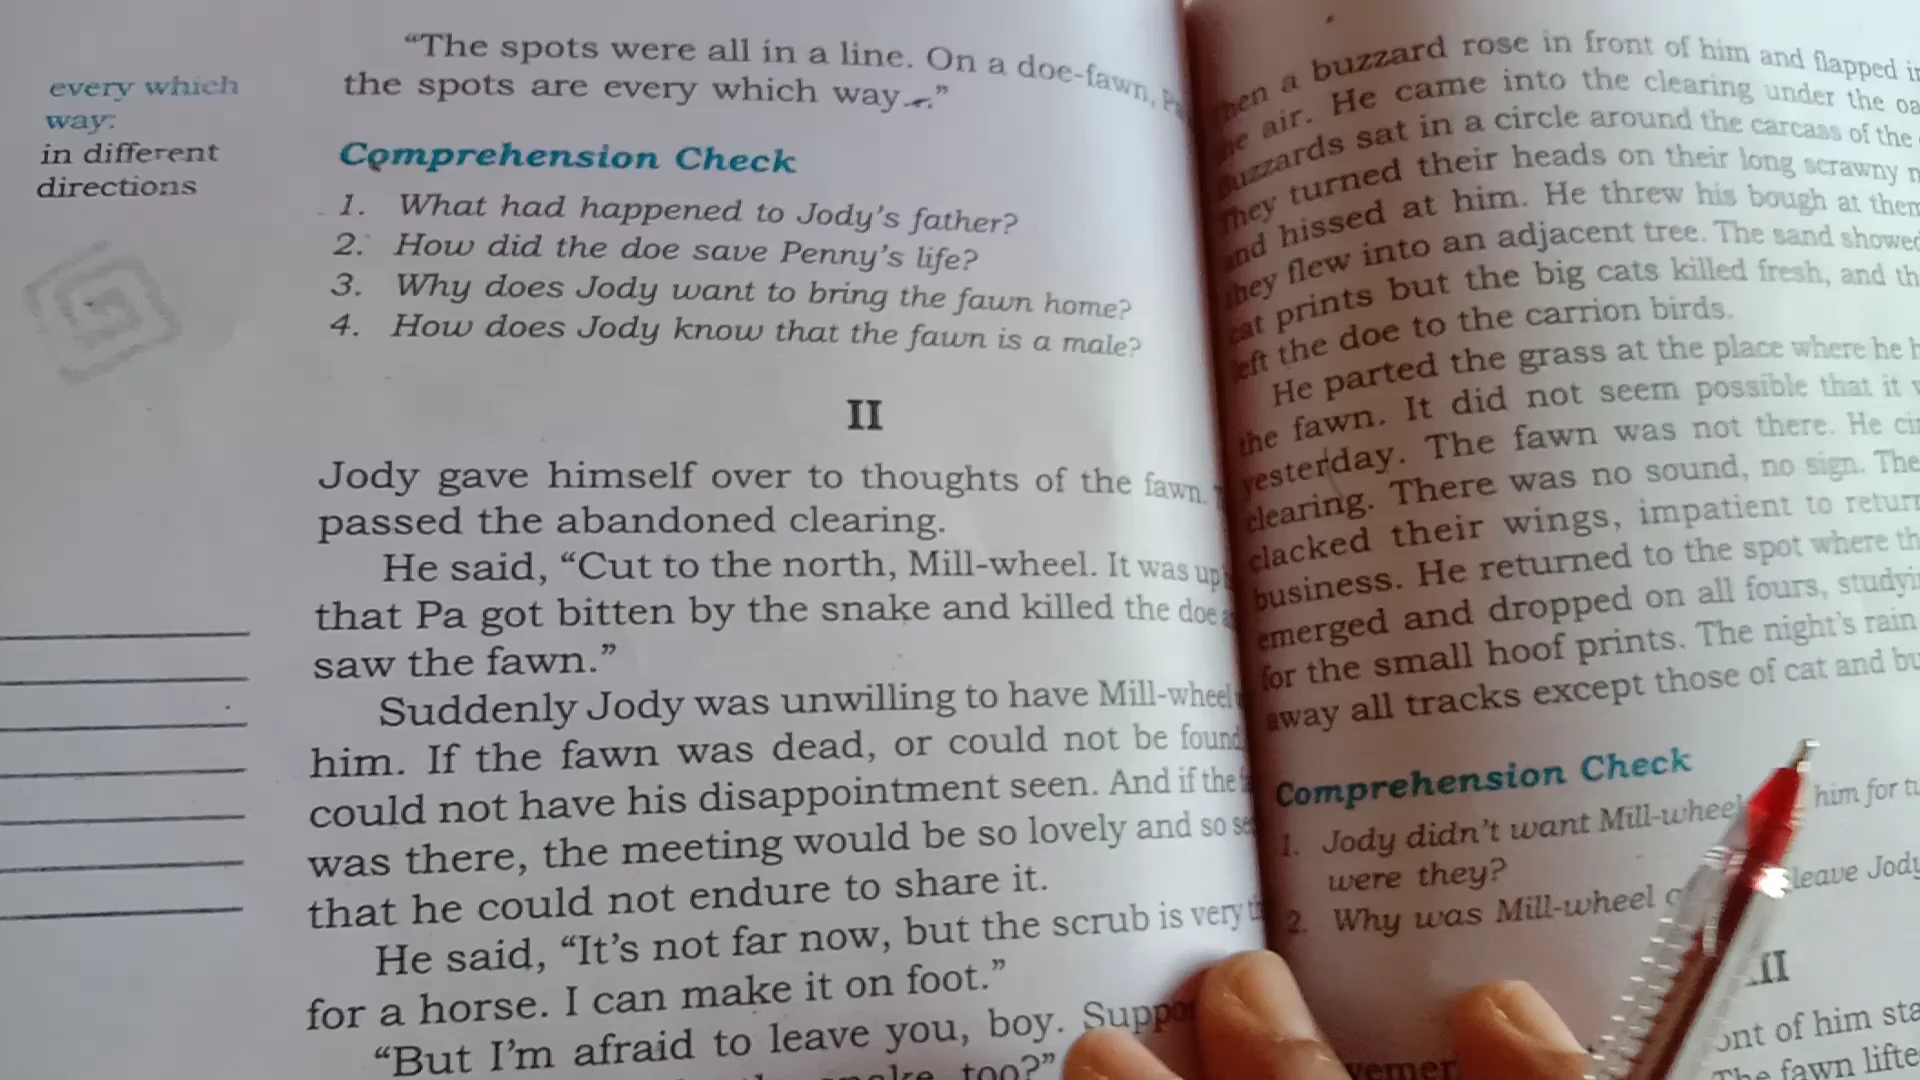 every which
way:
in different
directions
“The spots were all in a line. On a doe-fawn,
the spots are every which way.”
Comprehension Check
1. What had happened to Jody’s father?
2. How did the doe save Penny’s life?
3. Why does Jody want to bring the fawn home?
4. How does Jody know that the fawn is a male?
II
Jody gave himself over to thoughts of the fawn.
passed the abandoned clearing.
He said, “Cut to the north, Mill-wheel. It was up
that Pa got bitten by the snake and killed the doe
saw the fawn.”
Suddenly Jody was unwilling to have Mill-wheel
him. If the fawn was dead, or could not be found
could not have his disappointment seen. And if the
was there, the meeting would be so lovely and so
that he could not endure to share it.
He said, “It’s not far now, but the scrub is very
for a horse. I can make it on foot.”
“But I’m afraid to leave you, boy.
too?”
a buzzard rose in front of him and flapped
air. He came into the clearing under the
Buzzards sat in a circle around the carcass of the
They turned their heads on their long scrawny
and hissed at him. He threw his bough at them
they flew into an adjacent tree. The sand showed
cat prints but the big cats killed fresh, and
left the doe to the carrion birds.
He parted the grass at the place where he
the fawn. It did not seem possible that it
yesterday. The fawn was not there. He
clearing. There was no sound, no sign. The
clacked their wings, impatient to return
business. He returned to the spot where
emerged and dropped on all fours,
for the small hoof prints. The night’s rain
away all tracks except those of cat and
Comprehension Check
1. Jody didn’t want Mill-wheel him for
were they?
2. Why was Mill-wheel leave Jody
of him
The fawn